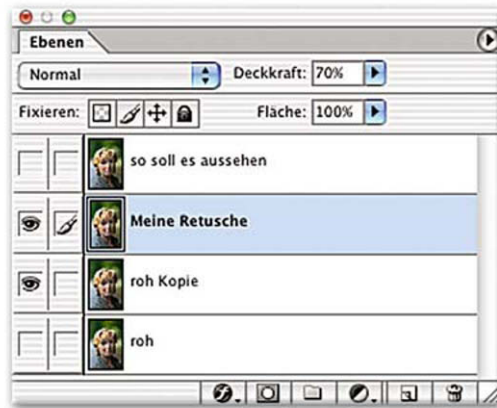 Ebenen
Normal Deckkraft: 70%
Fixieren: Fläche: 100%
so soll es aussehen
Meine Retusche
roh Kopie
roh